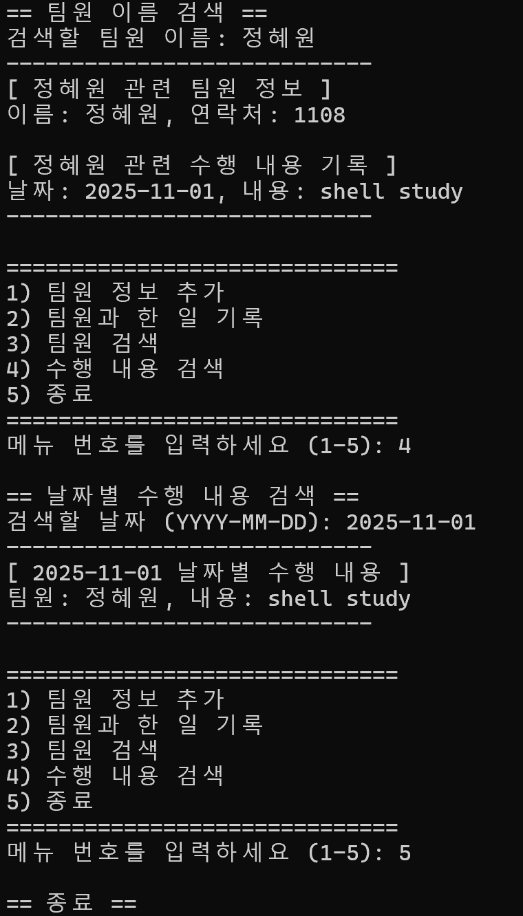 == 팀원 이름 검색 ==
검색할 팀원 이름: 정혜원
----------------------------
[ 정혜원 관련 팀원 정보 ]
이름: 정혜원, 연락처: 1108
[ 정혜원 관련 수행 내용 기록 ]
날짜: 2025-11-01, 내용: shell study
----------------------------
==============================
1) 팀원 정보 추가
2) 팀원과 한 일 기록
3) 팀원 검색
4) 수행 내용 검색
5) 종료
==============================
메뉴 번호를 입력하세요 (1-5): 4
== 날짜별 수행 내용 검색 ==
검색할 날짜 (YYYY-MM-DD): 2025-11-01
----------------------------
[ 2025-11-01 날짜별 수행 내용 ]
팀원: 정혜원, 내용: shell study
----------------------------
==============================
1) 팀원 정보 추가
2) 팀원과 한 일 기록
3) 팀원 검색
4) 수행 내용 검색
5) 종료
==============================
메뉴 번호를 입력하세요 (1-5): 5
== 종료 ==